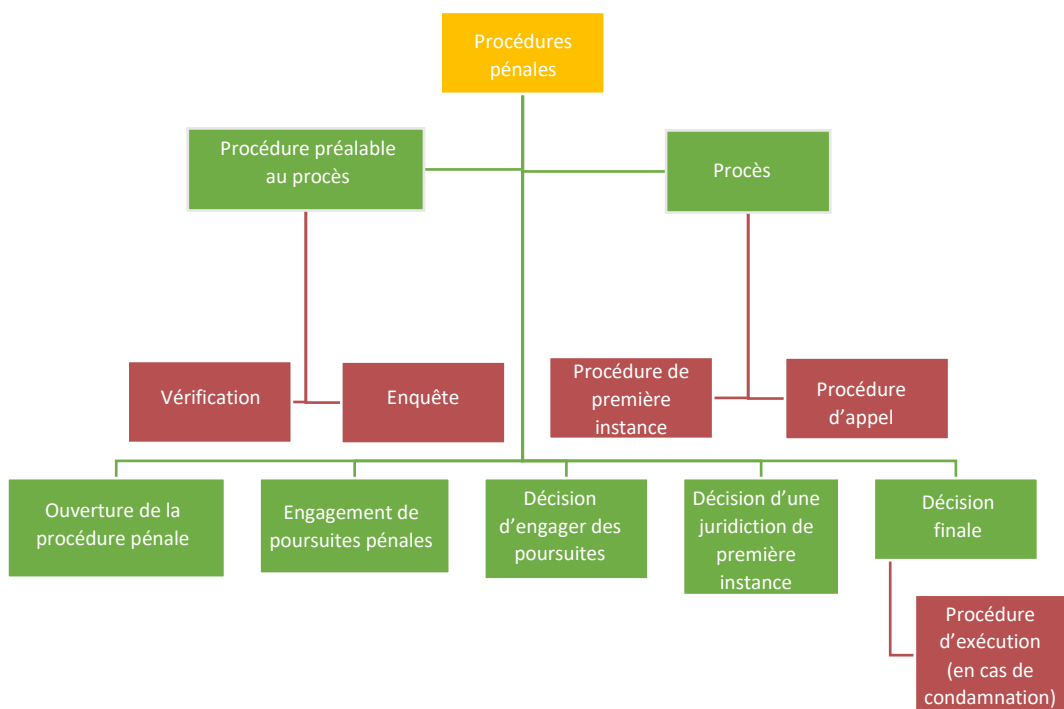 Procédures
pénales
Procédure préalable
au procès
Procès
Vérification
Enquête
Procédure de
première
instance
Procédure
d'appel
Ouverture de la
procédure pénale
Engagement de
poursuites pénales
Décision
d'engager des
poursuites
Décision d'une
juridiction de
première
instance
Décision
finale
Procédure
d'exécution
(en cas de
condamnation)